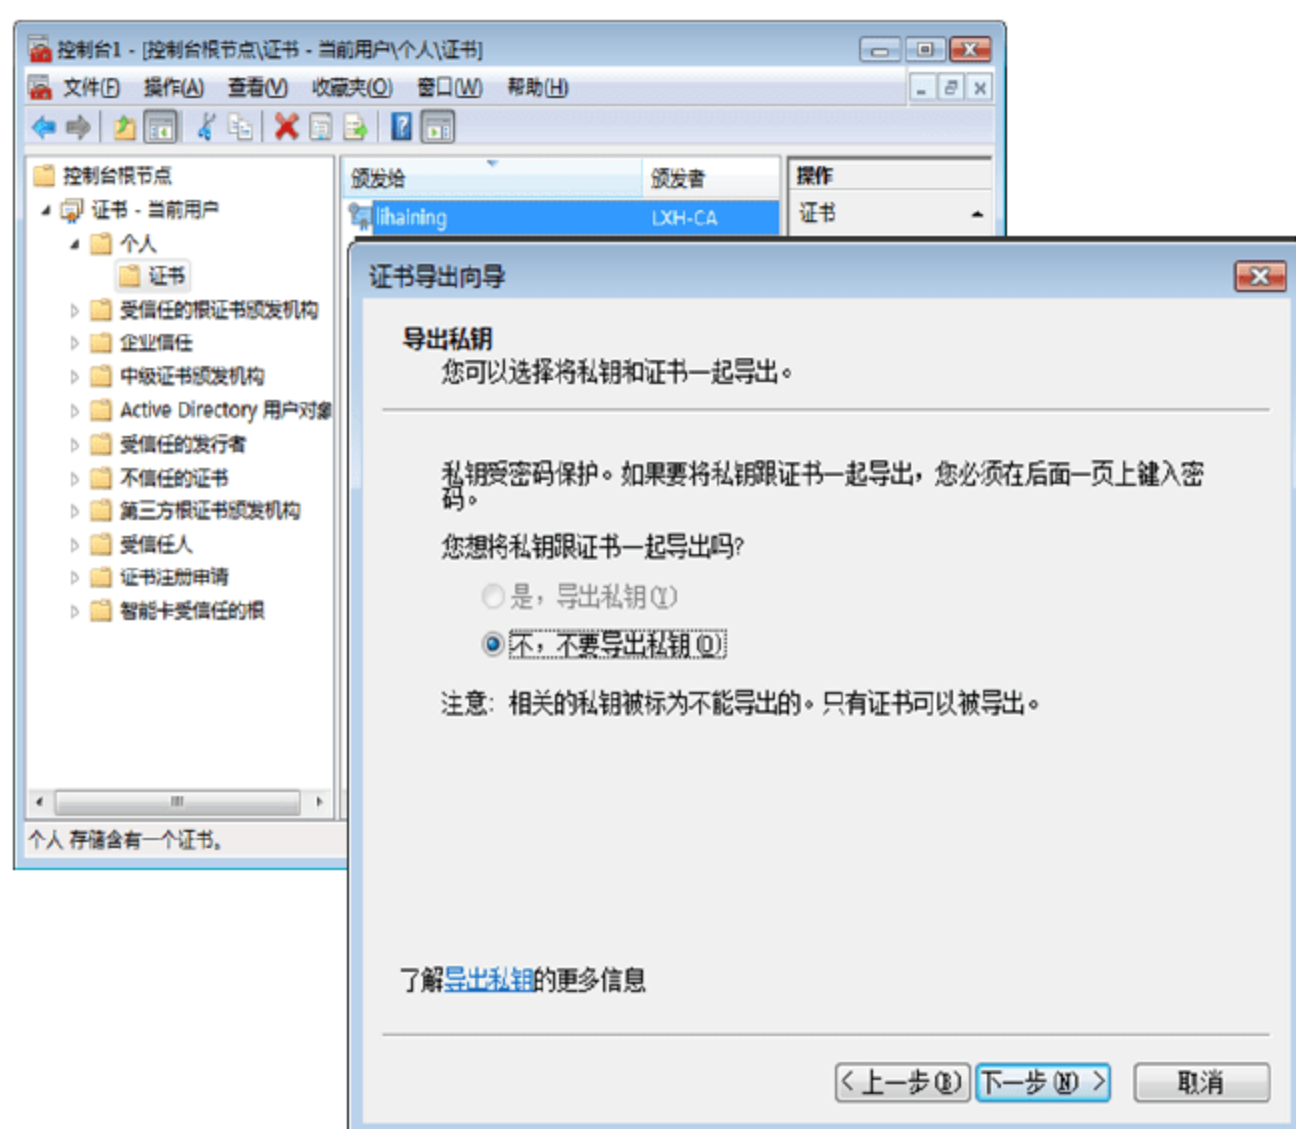 控制台1 - [控制台根节点\证书 - 当前用户\个人\证书]
文件(F) 操作(A) 查看(V) 收藏夹(O) 窗口(W) 帮助(H)
控制台根节点
证书 - 当前用户
个人
证书
受信任的根证书颁发机构
企业信任
中级证书颁发机构
Active Directory 用户对象
受信任的发行者
不信任的证书
第三方根证书颁发机构
受信任人
证书注册申请
智能卡受信任的根
个人 存储含有一个证书。
颁发给 颁发者
lihaining LXH-CA
操作
证书
证书导出向导
导出私钥
您可以选择将私钥和证书一起导出。
私钥受密码保护。如果要将私钥跟证书一起导出，您必须在后面一页上键入密
码。
您想将私钥跟证书一起导出吗?
是，导出私钥(Y)
不，不要导出私钥(O)
注意: 相关的私钥被标为不能导出的。只有证书可以被导出。
了解导出私钥的更多信息
< 上一步(B) 下一步(N) > 取消